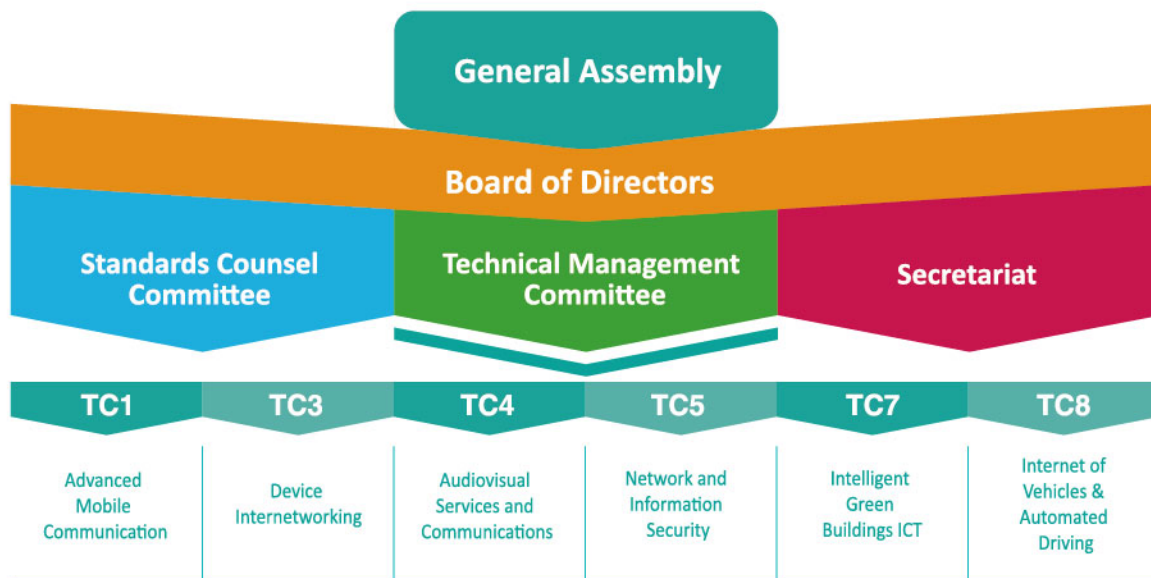 General Assembly
Board of Directors
Standards Counsel
Committee
Technical Management
Committee
Secretariat
TC1
TC3
TC4
TC5
TC7
TC8
Advanced
Mobile
Communication
Device
Internetworking
Audiovisual
Services and
Communications
Network and
Information
Security
Intelligent
Green
Buildings ICT
Internet of
Vehicles &
Automated
Driving